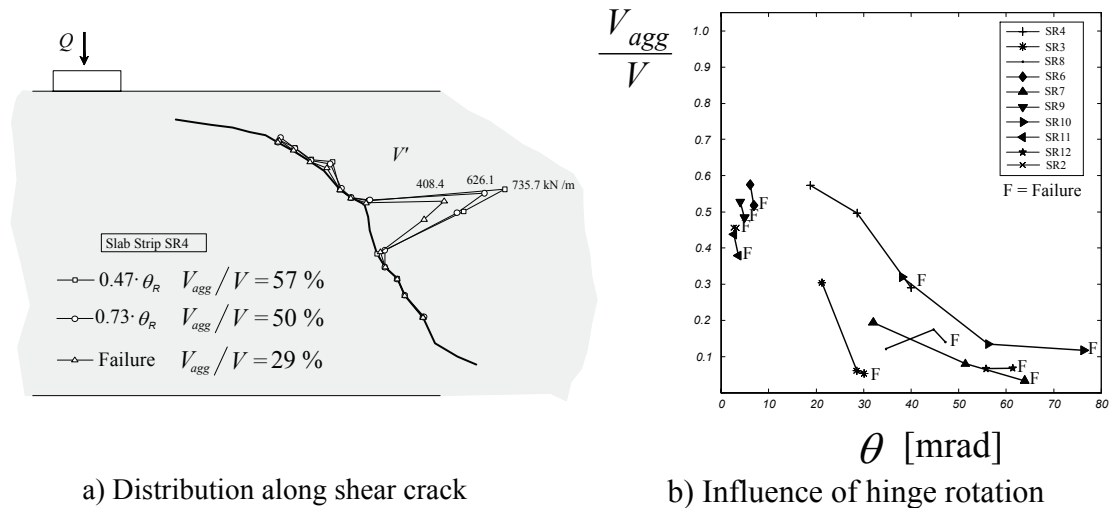 Q
V'
408.4
626.1
735.7 kN /m
Slab Strip SR4
0.47· θR Vagg/V = 57 %
0.73· θR Vagg/V = 50 %
Failure Vagg/V = 29 %
a) Distribution along shear crack
Vagg
V
1.0
0.9
0.8
0.7
0.6
0.5
0.4
0.3
0.2
0.1
0
10
20
30
40
50
60
70
80
SR4
SR3
SR8
SR6
SR7
SR9
SR10
SR11
SR12
SR2
F = Failure
F
F
F
F
F
F
F
F
F
F
θ [mrad]
b) Influence of hinge rotation